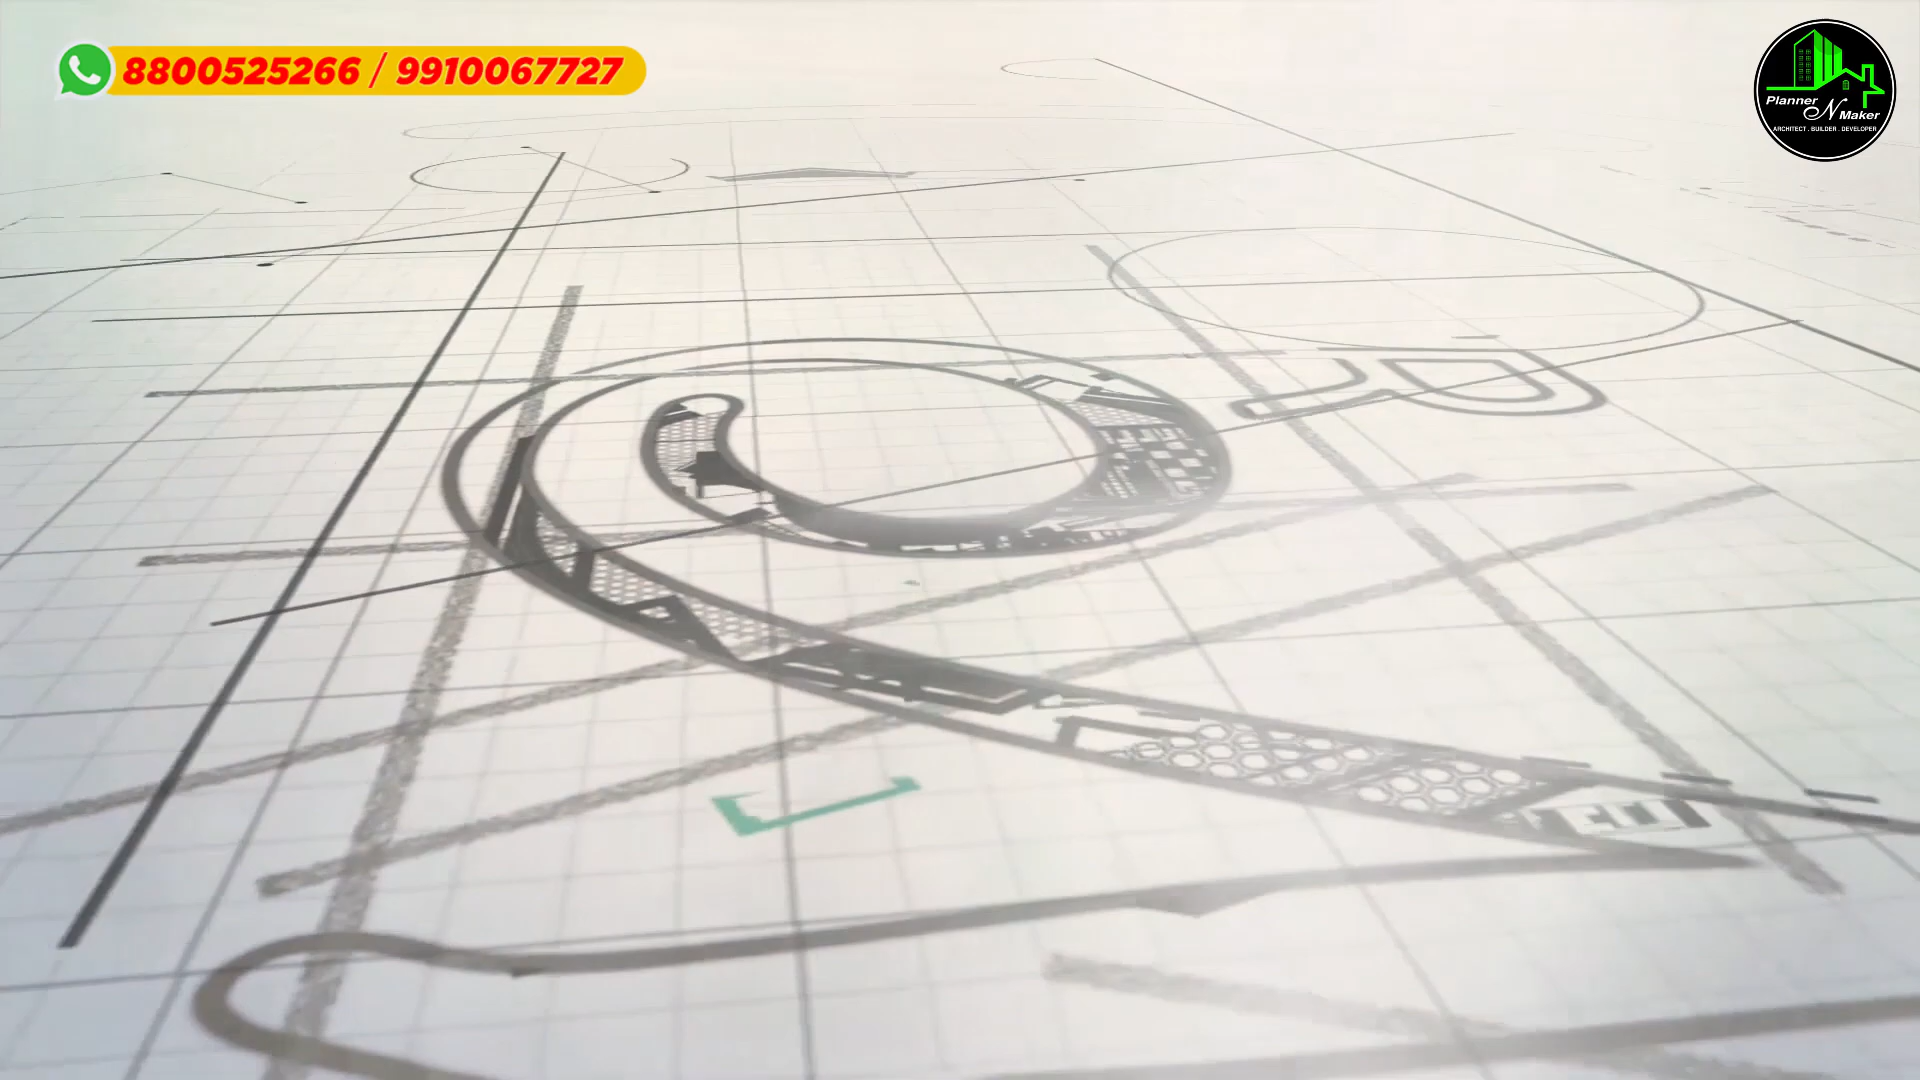 8800525266 / 9910067727
Planner
N Maker
ARCHITECT . BUILDER . DEVELOPER